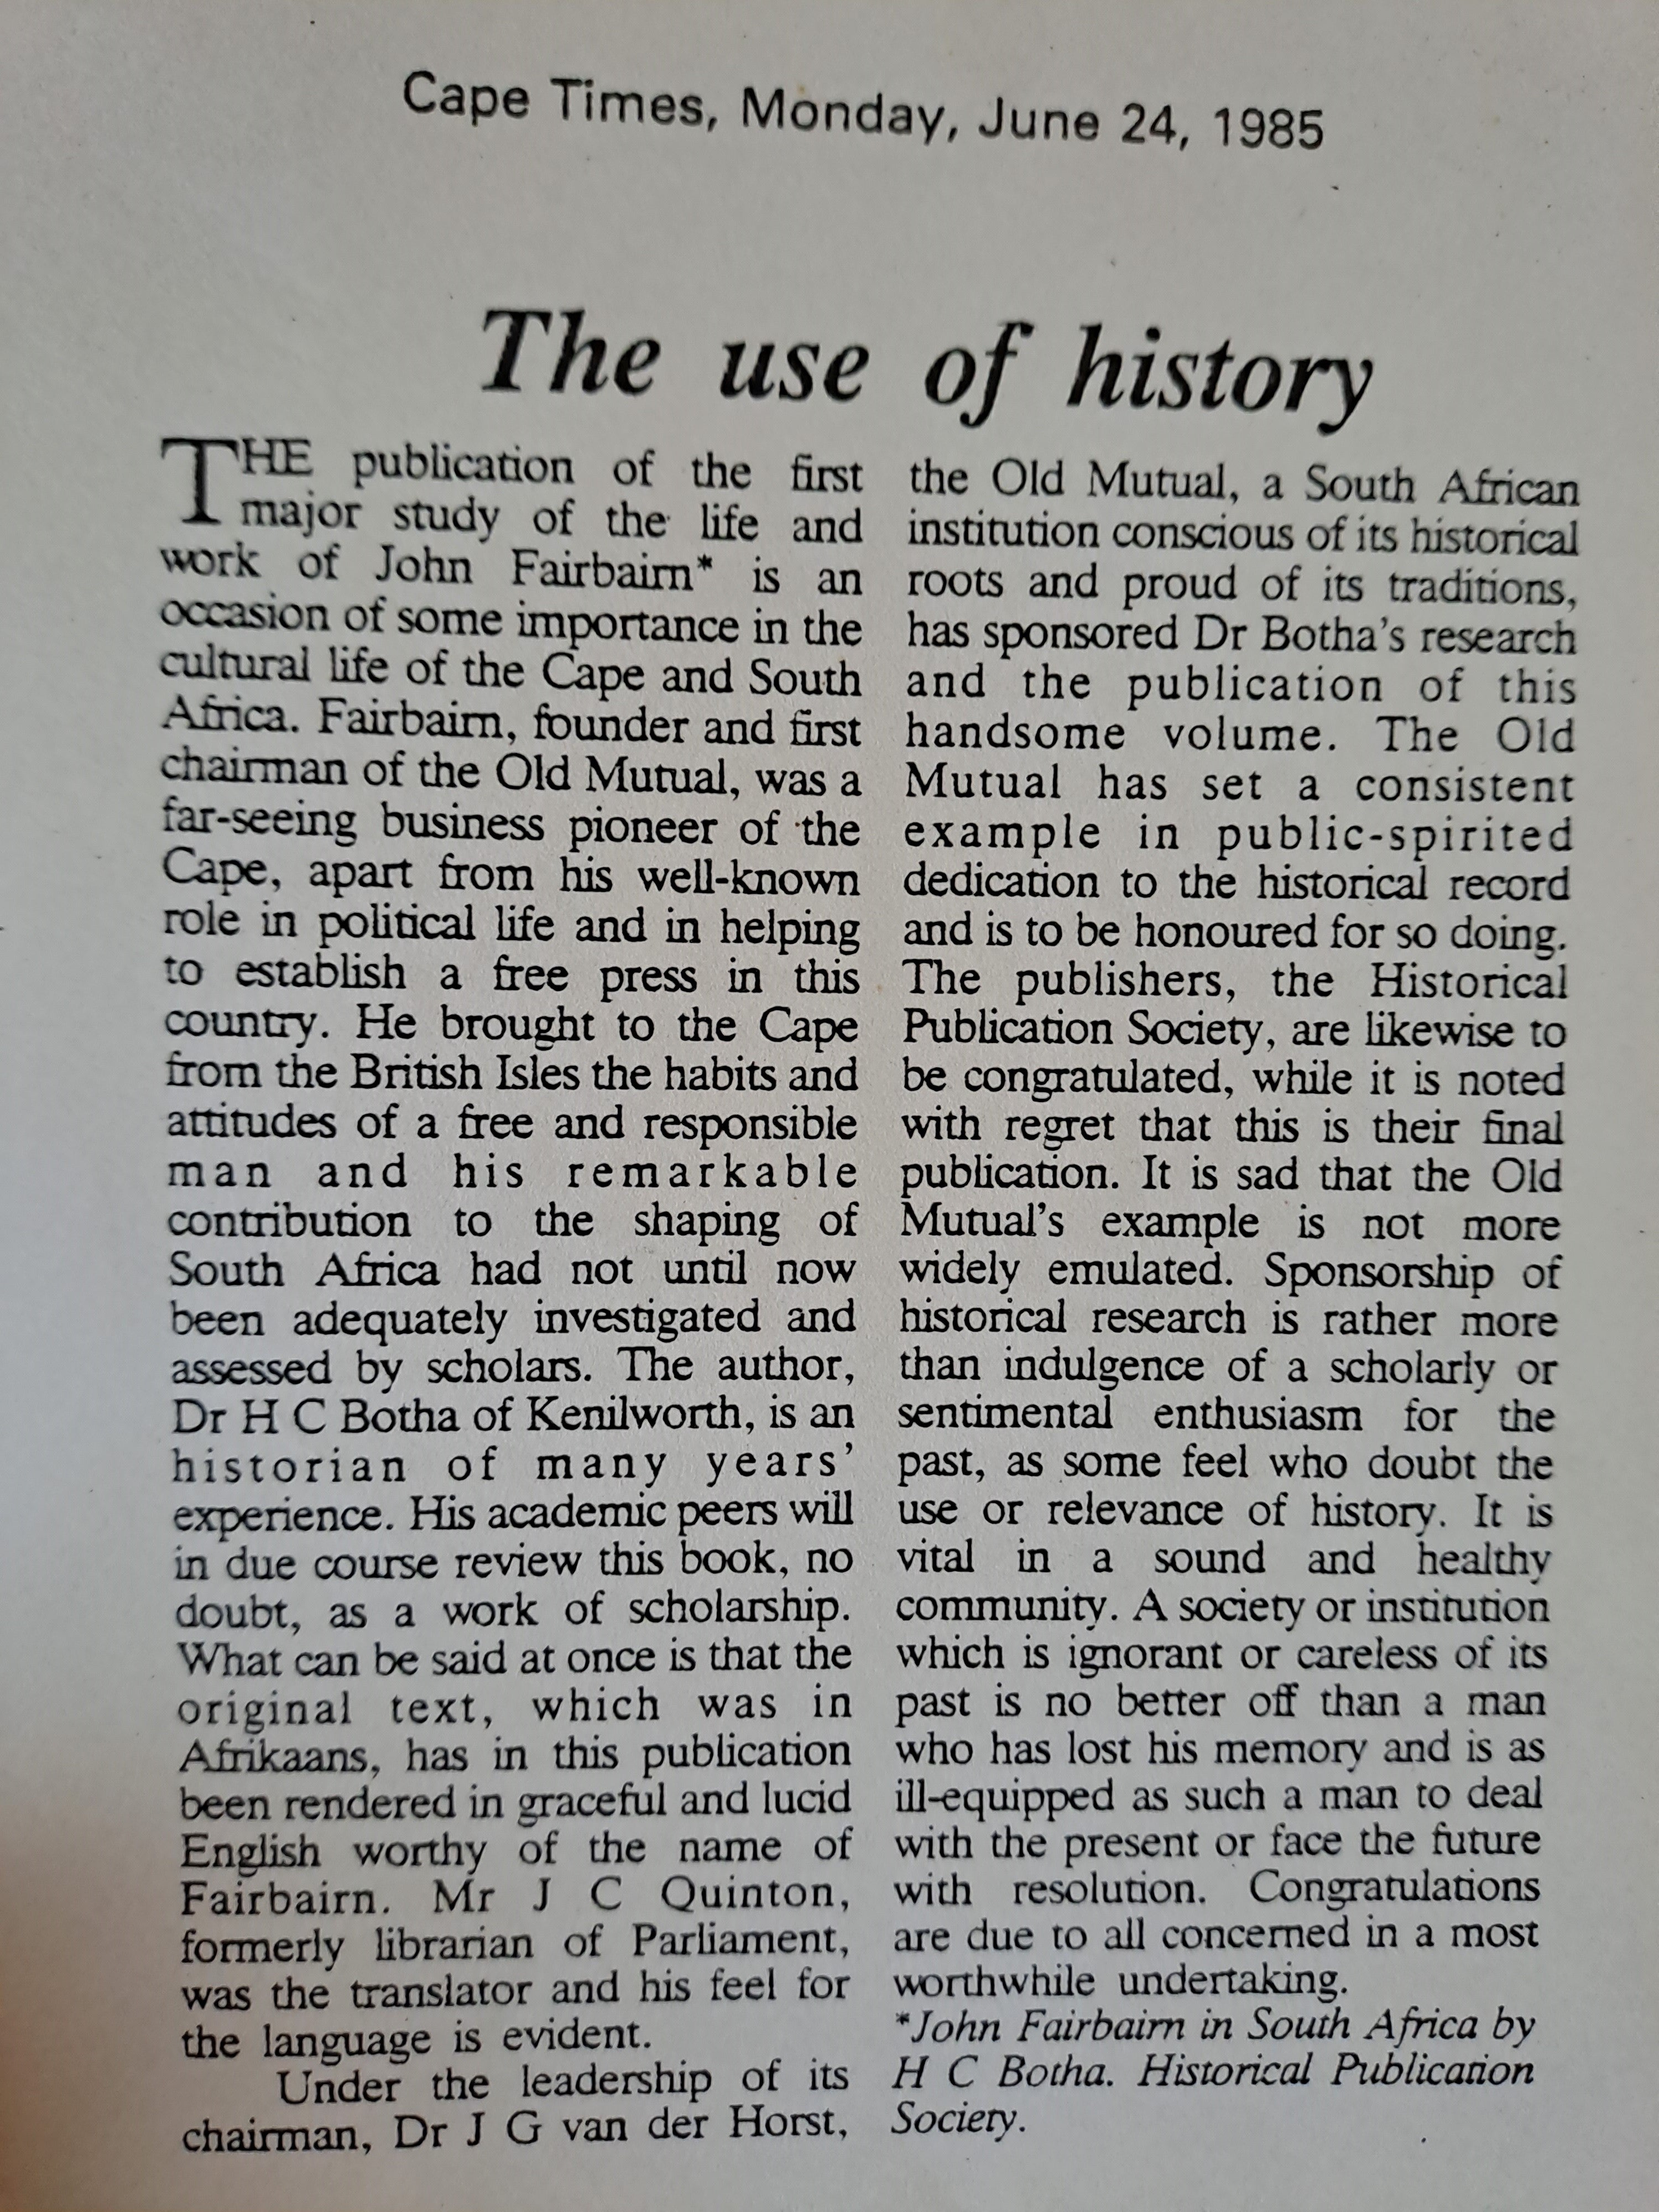 Cape Times, Monday, June 24, 1985
The use of history
THE publication of the first
major study of the life and
work of John Fairbairn* is an
occasion of some importance in the
cultural life of the Cape and South
Africa. Fairbairn, founder and first
chairman of the Old Mutual, was a
far-seeing business pioneer of the
Cape, apart from his well-known
role in political life and in helping
to establish a free press in this
country. He brought to the Cape
from the British Isles the habits and
attitudes of a free and responsible
man and his remarkable
contribution to the shaping of
South Africa had not until now
been adequately investigated and
assessed by scholars. The author,
Dr H C Botha of Kenilworth, is an
historian of many years'
experience. His academic peers will
in due course review this book, no
doubt, as a work of scholarship.
What can be said at once is that the
original text, which was in
Afrikaans, has in this publication
been rendered in graceful and lucid
English worthy of the name of
Fairbairn. Mr J C Quinton,
formerly librarian of Parliament,
was the translator and his feel for
the language is evident.
Under the leadership of its
chairman, Dr J G van der Horst,
the Old Mutual, a South African
institution conscious of its historical
roots and proud of its traditions,
has sponsored Dr Botha's research
and the publication of this
handsome volume. The Old
Mutual has set a consistent
example in public-spirited
dedication to the historical record
and is to be honoured for so doing.
The publishers, the Historical
Publication Society, are likewise to
be congratulated, while it is noted
with regret that this is their final
publication. It is sad that the Old
Mutual's example is not more
widely emulated. Sponsorship of
historical research is rather more
than indulgence of a scholarly or
sentimental enthusiasm for the
past, as some feel who doubt the
use or relevance of history. It is
vital in a sound and healthy
community. A society or institution
which is ignorant or careless of its
past is no better off than a man
who has lost his memory and is as
ill-equipped as such a man to deal
with the present or face the future
with resolution. Congratulations
are due to all concerned in a most
worthwhile undertaking.
*John Fairbairn in South Africa by
H C Botha. Historical Publication
Society.